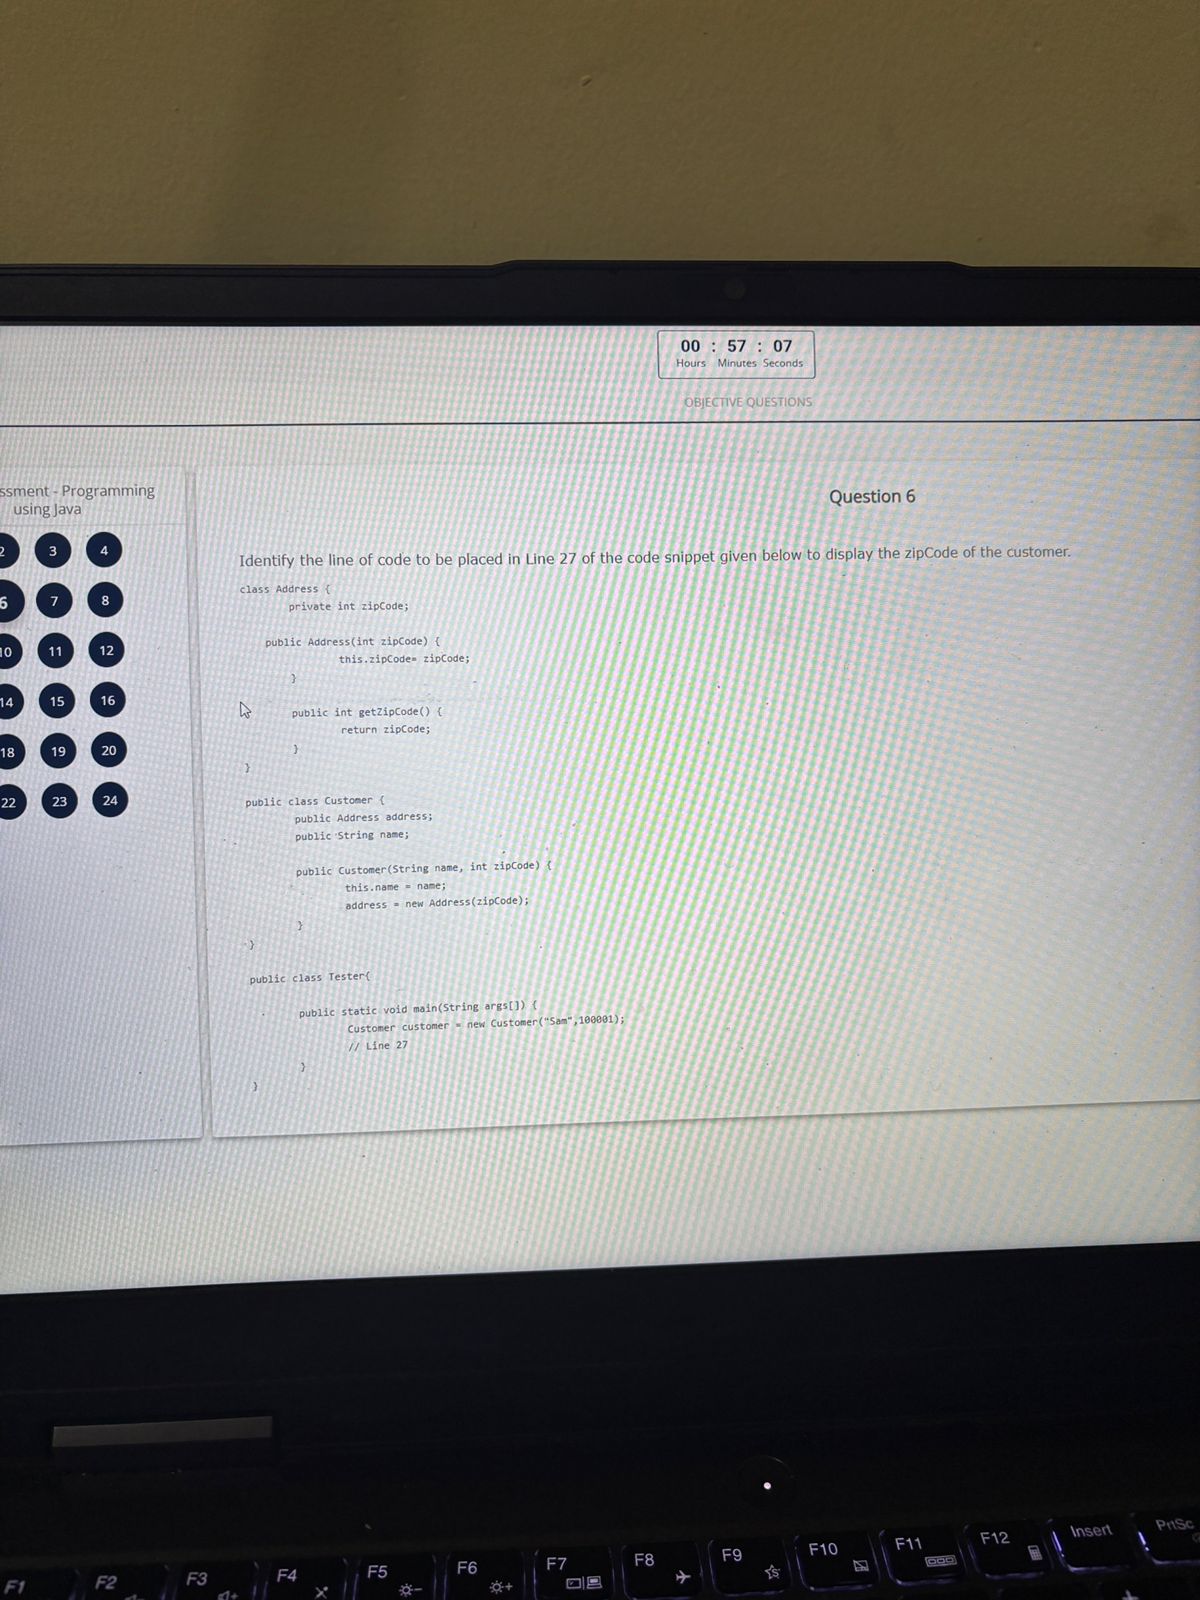 00 : 57 : 07
Hours Minutes Seconds
OBJECTIVE QUESTIONS
ssment - Programming
using Java
2 3 4
6 7 8
10 11 12
14 15 16
18 19 20
22 23 24
Question 6
Identify the line of code to be placed in Line 27 of the code snippet given below to display the zipCode of the customer.
class Address {
private int zipCode;
public Address(int zipCode) {
this.zipCode= zipCode;
}
public int getZipCode() {
return zipCode;
}
}
public class Customer {
public Address address;
public String name;
public Customer(String name, int zipCode) {
this.name = name;
address = new Address(zipCode);
}
}
public class Tester{
public static void main(String args[]) {
Customer customer = new Customer("Sam",100001);
// Line 27
}
}
F1 F2 F3 F4 F5 F6 F7 F8 F9 F10 F11 F12 Insert PrtSc